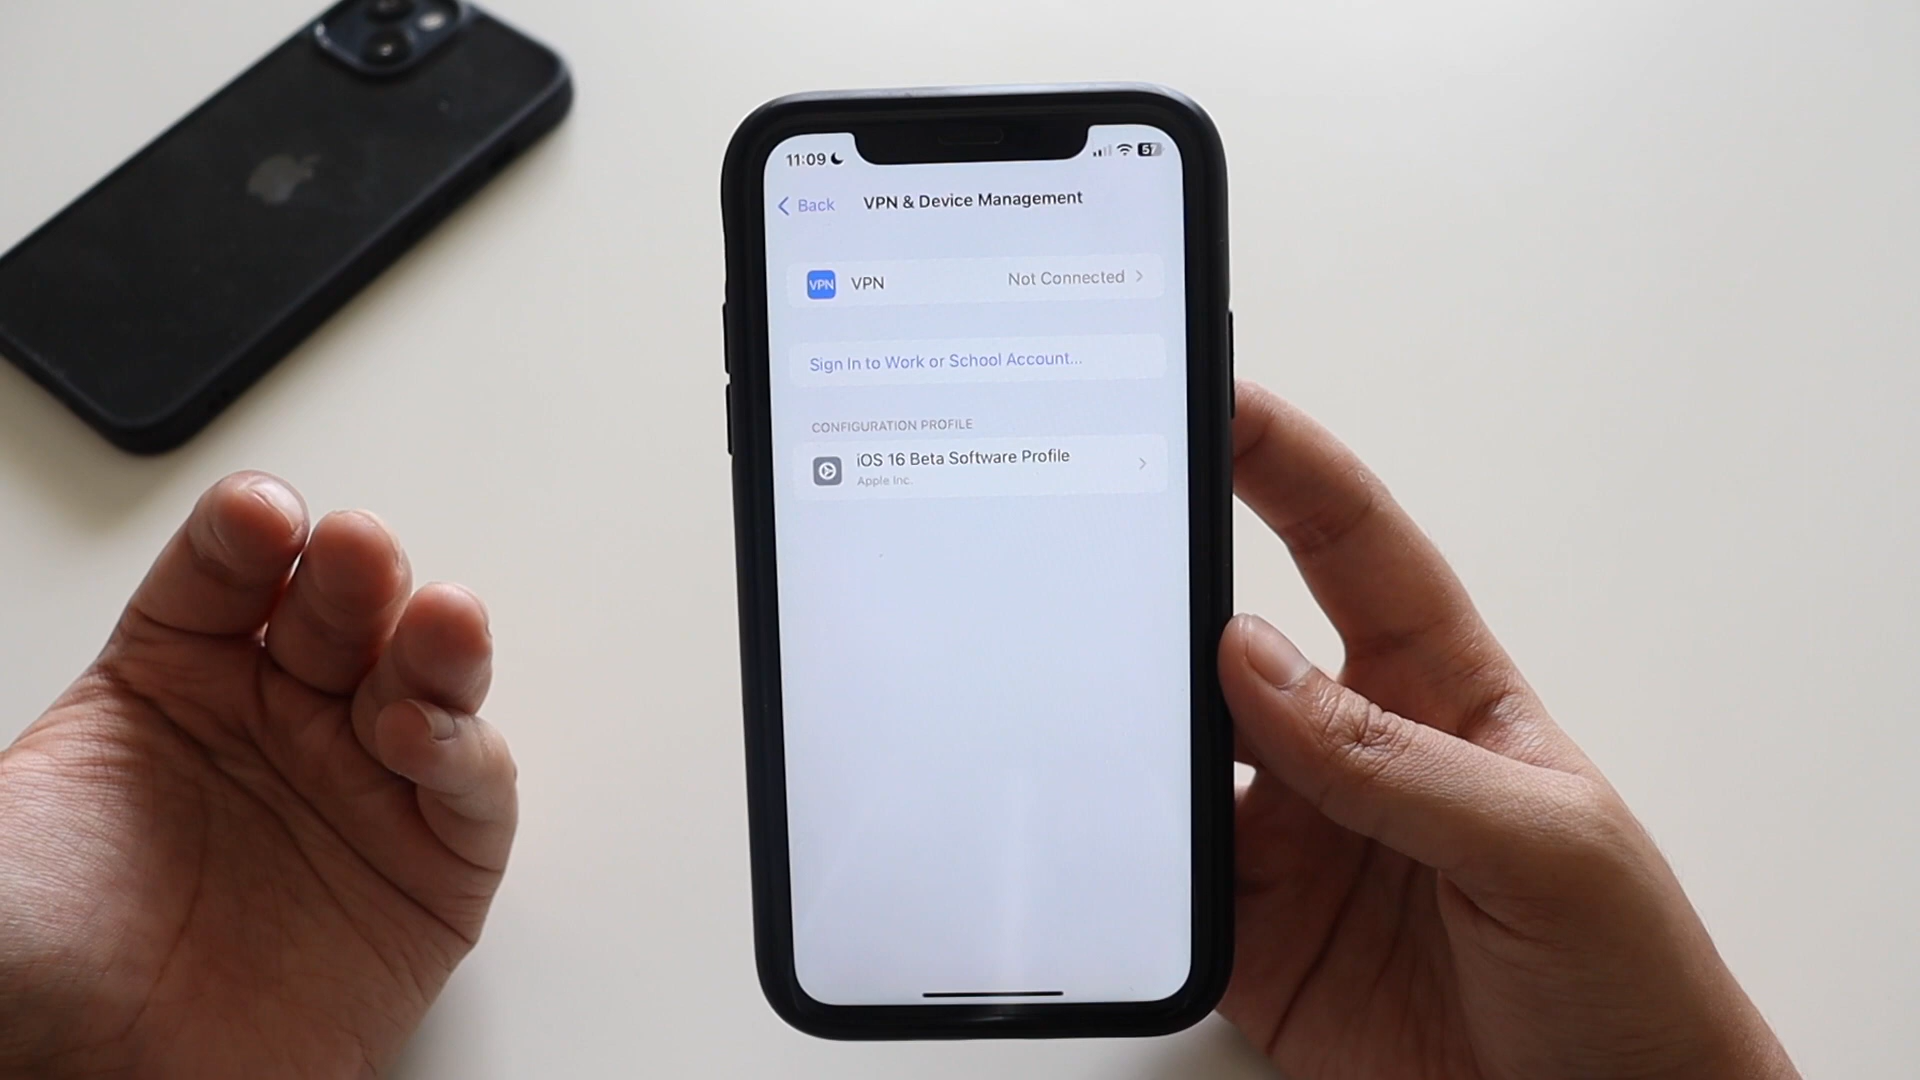 11:09
57
Back
VPN & Device Management
VPN
VPN
Not Connected
Sign In to Work or School Account...
CONFIGURATION PROFILE
iOS 16 Beta Software Profile
Apple Inc.